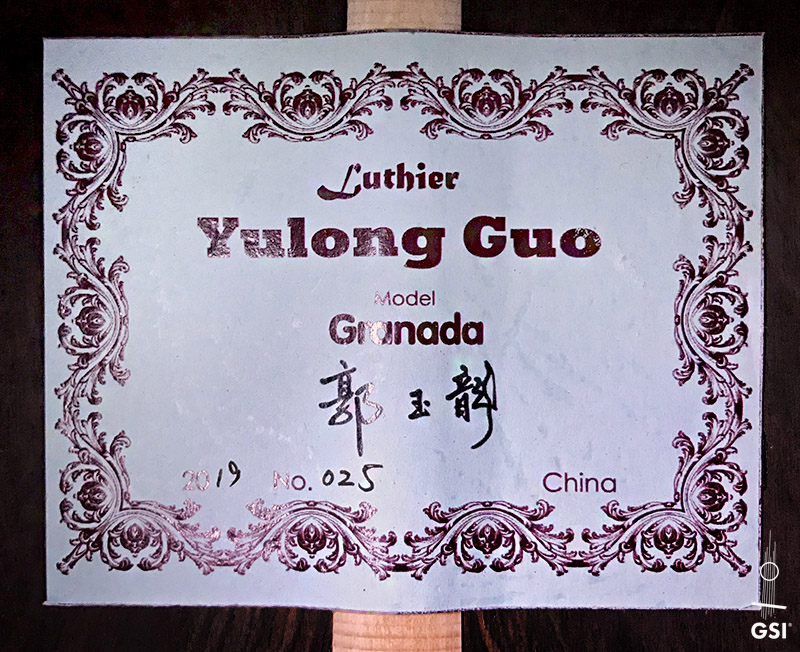 Luthier
Yulong Guo
Model
Granada
郭玉龍
2019 No. 025 China
GSI®